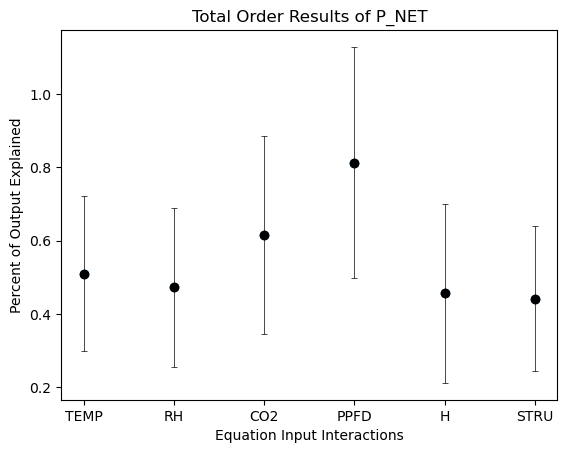 Total Order Results of P_NET
Percent of Output Explained
1.0
0.8
0.6
0.4
0.2
TEMP RH CO2 PPFD H STRU
Equation Input Interactions